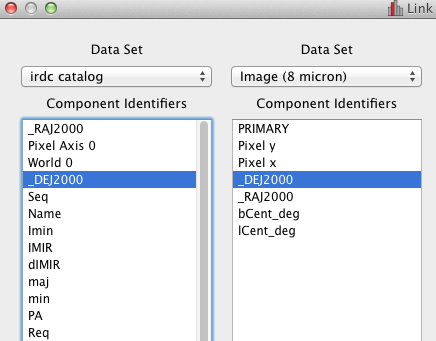 Link
Data Set
irdc catalog
Component Identifiers
_RAJ2000
Pixel Axis 0
World 0
_DEJ2000
Seq
Name
Imin
IMIR
dIMIR
maj
min
PA
Req
Data Set
Image (8 micron)
Component Identifiers
PRIMARY
Pixel y
Pixel x
_DEJ2000
_RAJ2000
bCent_deg
lCent_deg